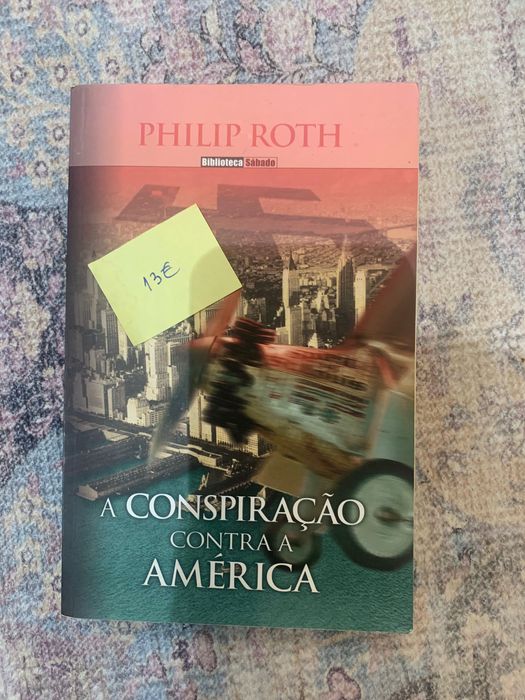 PHILIP ROTH
Biblioteca Sábado
13€
A CONSPIRAÇÃO
CONTRA A
AMÉRICA